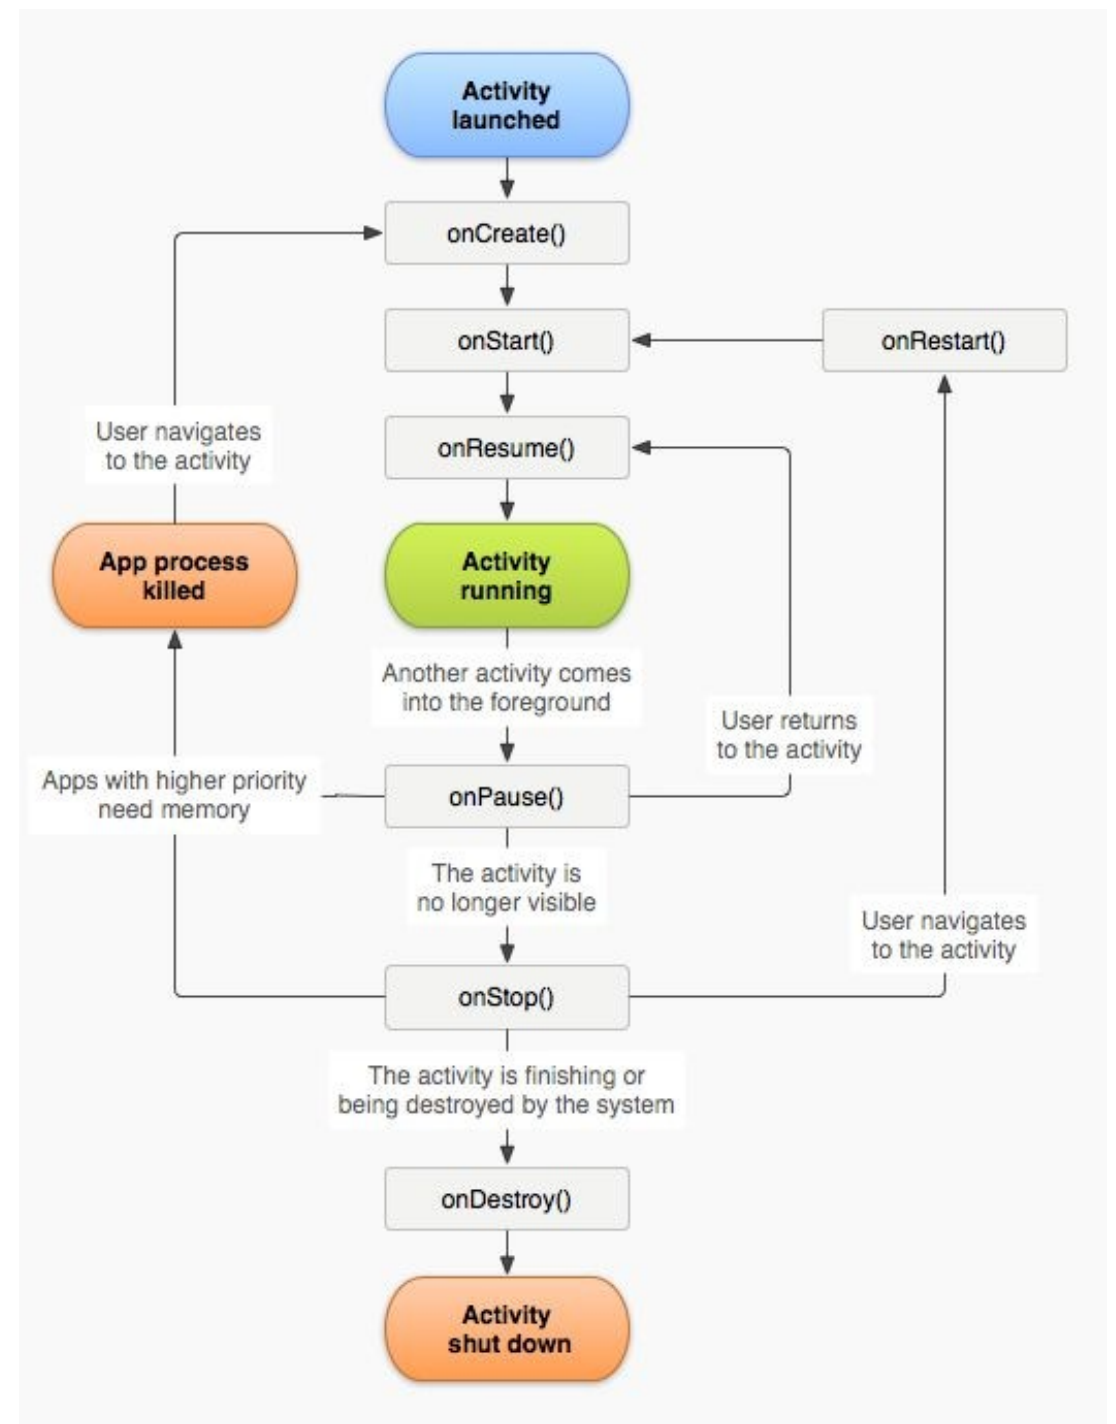 Activity
launched
onCreate()
onStart()
onRestart()
User navigates
to the activity
onResume()
App process
killed
Activity
running
Another activity comes
into the foreground
User returns
to the activity
Apps with higher priority
need memory
onPause()
The activity is
no longer visible
User navigates
to the activity
onStop()
The activity is finishing or
being destroyed by the system
onDestroy()
Activity
shut down